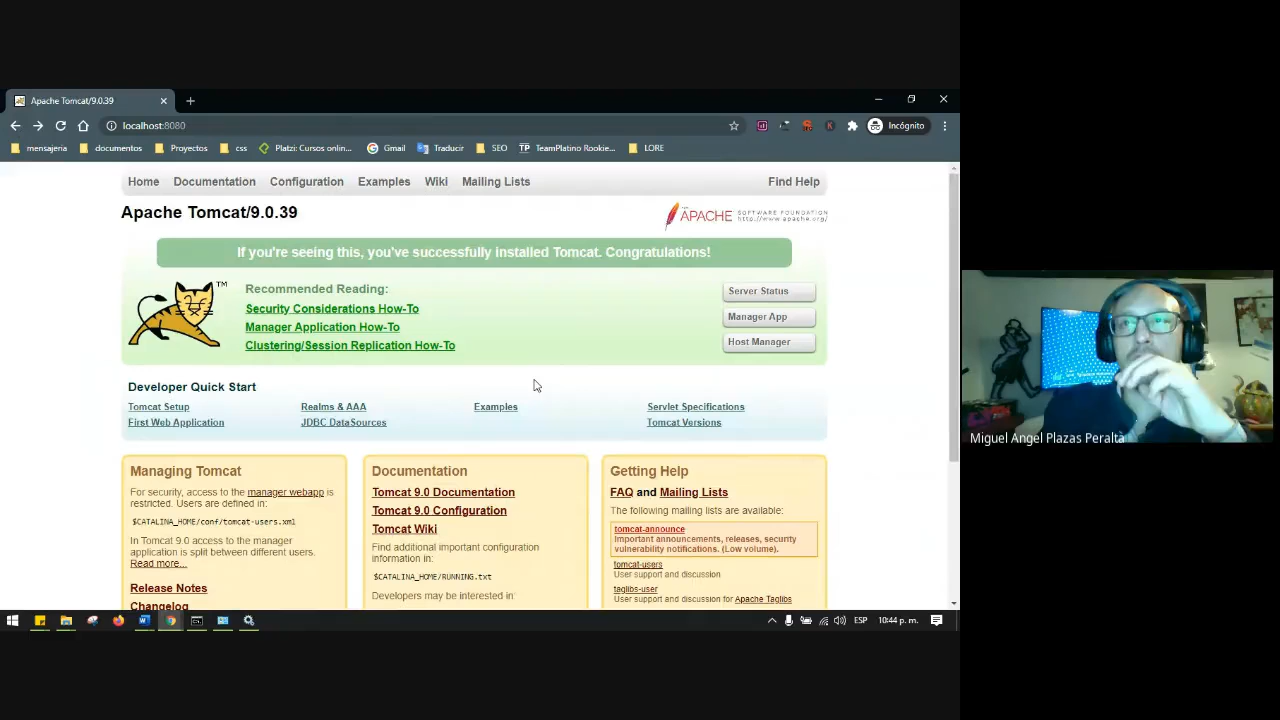 Apache Tomcat/9.0.39
localhost:8080
Incógnito
mensajeria documentos Proyectos css Platzi: Cursos onlin... Gmail Traducir SEO TP TeamPlatino Rookie... LORE
Home Documentation Configuration Examples Wiki Mailing Lists Find Help
Apache Tomcat/9.0.39
APACHE SOFTWARE FOUNDATION
http://www.apache.org/
If you're seeing this, you've successfully installed Tomcat. Congratulations!
TM
Recommended Reading:
Security Considerations How-To
Manager Application How-To
Clustering/Session Replication How-To
Server Status
Manager App
Host Manager
Developer Quick Start
Tomcat Setup
First Web Application
Realms & AAA
JDBC DataSources
Examples
Servlet Specifications
Tomcat Versions
Managing Tomcat
For security, access to the manager webapp is
restricted. Users are defined in:
$CATALINA_HOME/conf/tomcat-users.xml
In Tomcat 9.0 access to the manager
application is split between different users.
Read more...
Release Notes
Changelog
Documentation
Tomcat 9.0 Documentation
Tomcat 9.0 Configuration
Tomcat Wiki
Find additional important configuration
information in:
$CATALINA_HOME/RUNNING.txt
Developers may be interested in:
Getting Help
FAQ and Mailing Lists
The following mailing lists are available:
tomcat-announce
Important announcements, releases, security
vulnerability notifications. (Low volume).
tomcat-users
User support and discussion
taglibs-user
User support and discussion for Apache Taglibs
ESP 10:44 p. m.
Miguel Angel Plazas Peralta